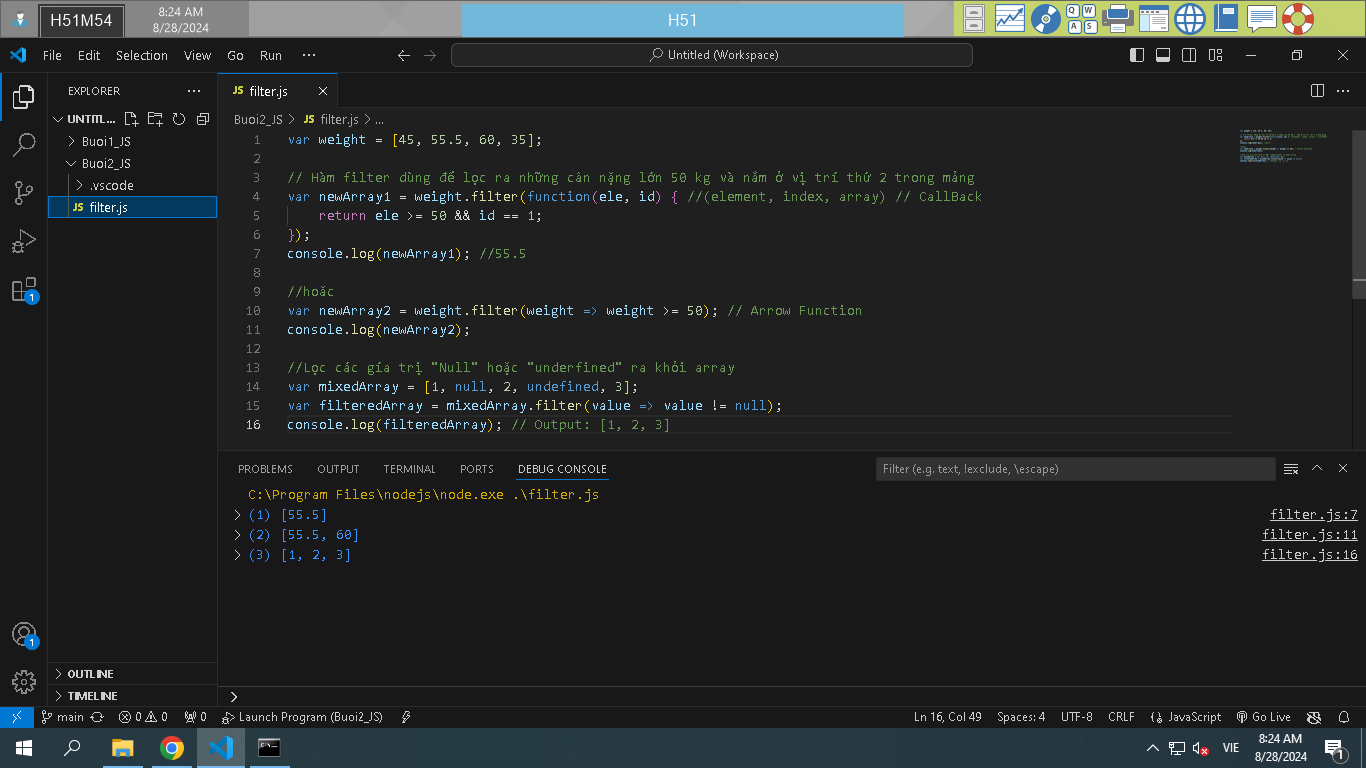 H51M54
8:24 AM
8/28/2024
H51
Q W
A S
File Edit Selection View Go Run ···
Untitled (Workspace)
EXPLORER ···
JS filter.js
UNTITL...
Buoi2_JS > JS filter.js > ...
Buoi1_JS
Buoi2_JS
.vscode
JS filter.js
1 var weight = [45, 55.5, 60, 35];
2
3 // Hàm filter dùng để lọc ra những cân nặng lớn 50 kg và nằm ở vị trí thứ 2 trong mảng
4 var newArray1 = weight.filter(function(ele, id) { //(element, index, array) // CallBack
5 return ele >= 50 && id == 1;
6 });
7 console.log(newArray1); //55.5
8
9 //hoặc
10 var newArray2 = weight.filter(weight => weight >= 50); // Arrow Function
11 console.log(newArray2);
12
13 //Lọc các gía trị "Null" hoặc "underfined" ra khỏi array
14 var mixedArray = [1, null, 2, undefined, 3];
15 var filteredArray = mixedArray.filter(value => value != null);
16 console.log(filteredArray); // Output: [1, 2, 3]
PROBLEMS OUTPUT TERMINAL PORTS DEBUG CONSOLE
Filter (e.g. text, !exclude, \escape)
C:\Program Files\nodejs\node.exe .\filter.js
> (1) [55.5] filter.js:7
> (2) [55.5, 60] filter.js:11
> (3) [1, 2, 3] filter.js:16
1
1
OUTLINE
TIMELINE
>
main 0 0 0 Launch Program (Buoi2_JS)
Ln 16, Col 49 Spaces: 4 UTF-8 CRLF JavaScript Go Live
VIE
8:24 AM
8/28/2024
1